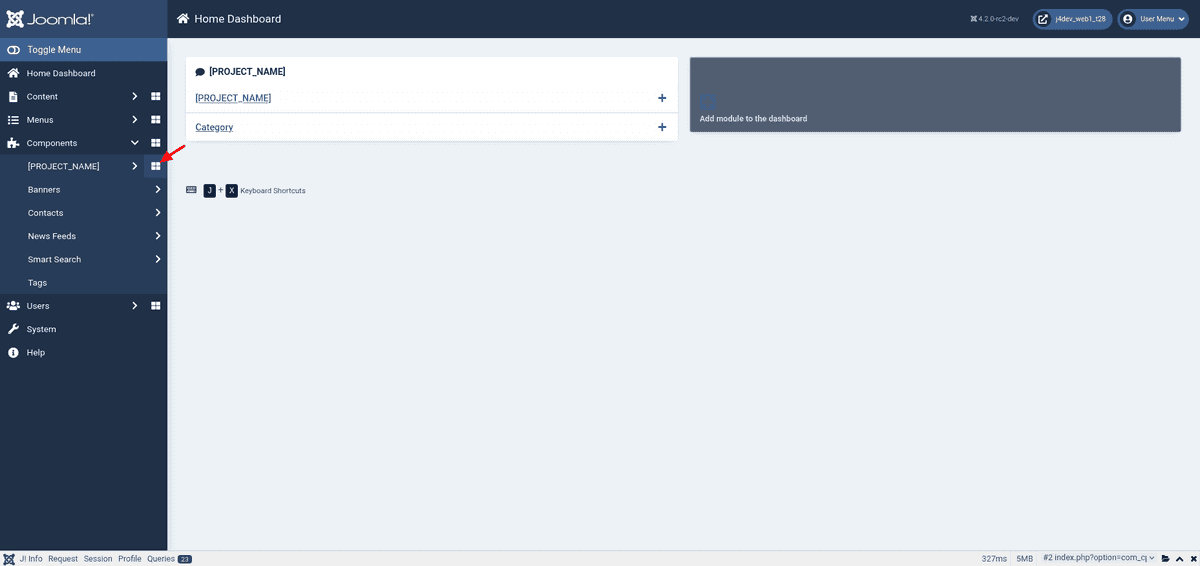 Joomla!®
Home Dashboard
4.2.0-rc2-dev
j4dev_web1_t28
User Menu
Toggle Menu
Home Dashboard
Content
Menus
Components
[PROJECT_NAME]
Banners
Contacts
News Feeds
Smart Search
Tags
Users
System
Help
[PROJECT_NAME]
[PROJECT_NAME]
Category
Add module to the dashboard
J + X Keyboard Shortcuts
J! Info Request Session Profile Queries 23
327ms 5MB #2 index.php?option=com_cp